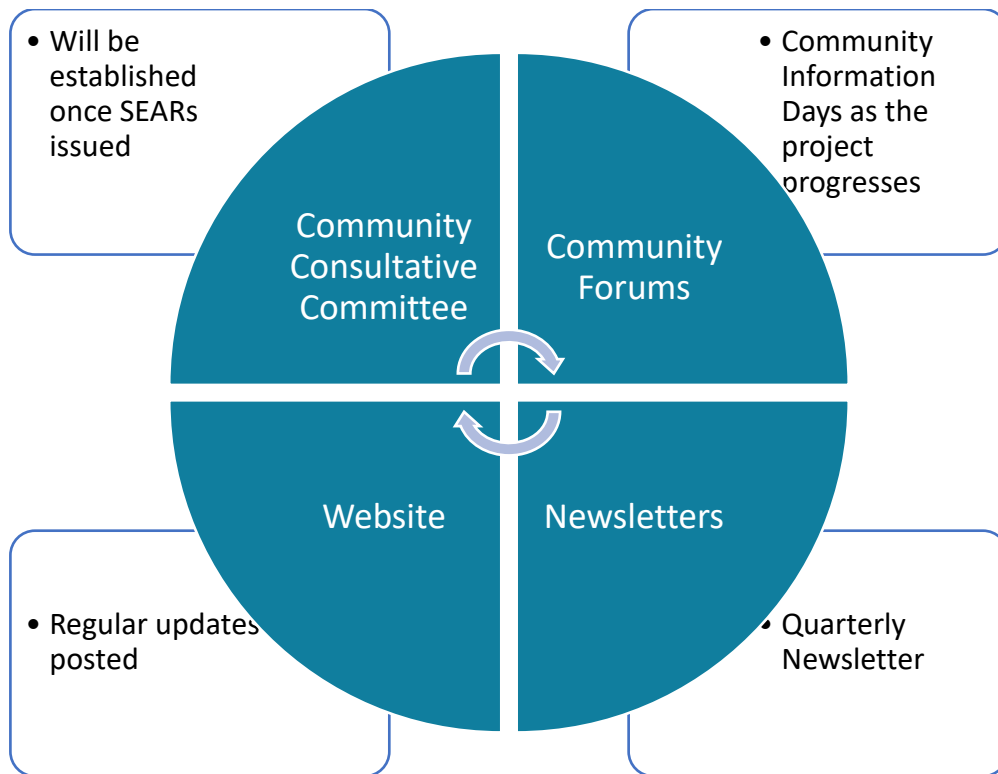 • Will be
established
once SEARs
issued
• Community
Information
Days as the
project
progresses
Community
Consultative
Committee
Community
Forums
Website
Newsletters
• Regular updates
posted
• Quarterly
Newsletter